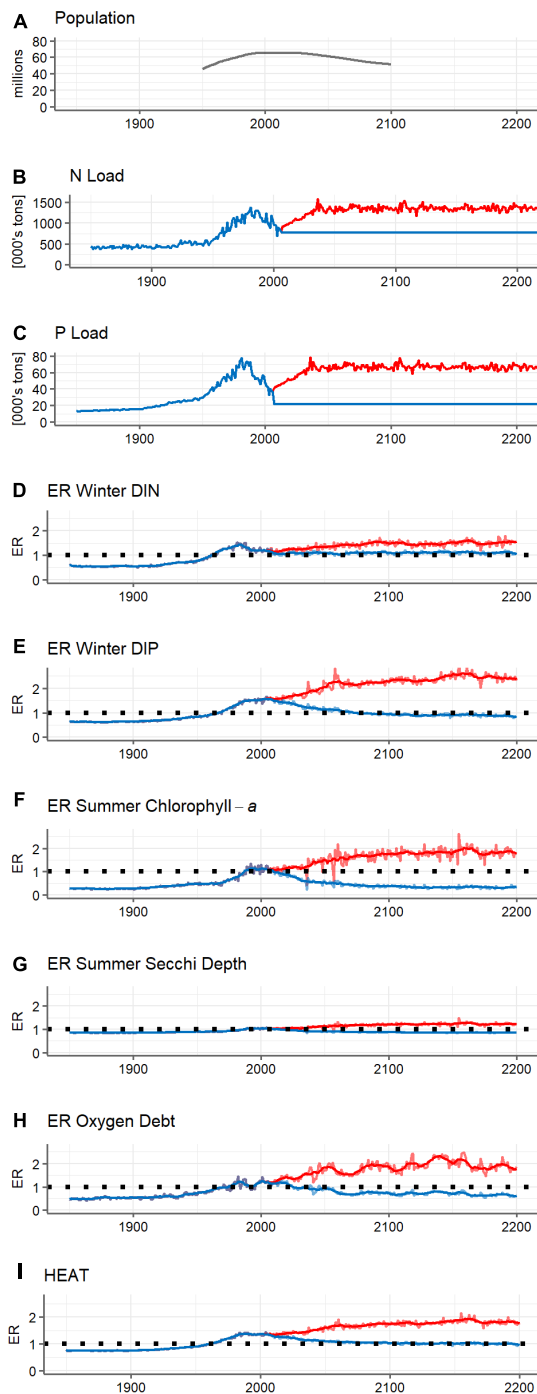 A Population
millions
80
60
40
20
0
1900 2000 2100 2200
B N Load
[000's tons]
1500
1000
500
0
1900 2000 2100 2200
C P Load
[000's tons]
80
60
40
20
0
1900 2000 2100 2200
D ER Winter DIN
ER
2
1
0
1900 2000 2100 2200
E ER Winter DIP
ER
2
1
0
1900 2000 2100 2200
F ER Summer Chlorophyll – a
ER
2
1
0
1900 2000 2100 2200
G ER Summer Secchi Depth
ER
2
1
0
1900 2000 2100 2200
H ER Oxygen Debt
ER
2
1
0
1900 2000 2100 2200
I HEAT
ER
2
1
0
1900 2000 2100 2200